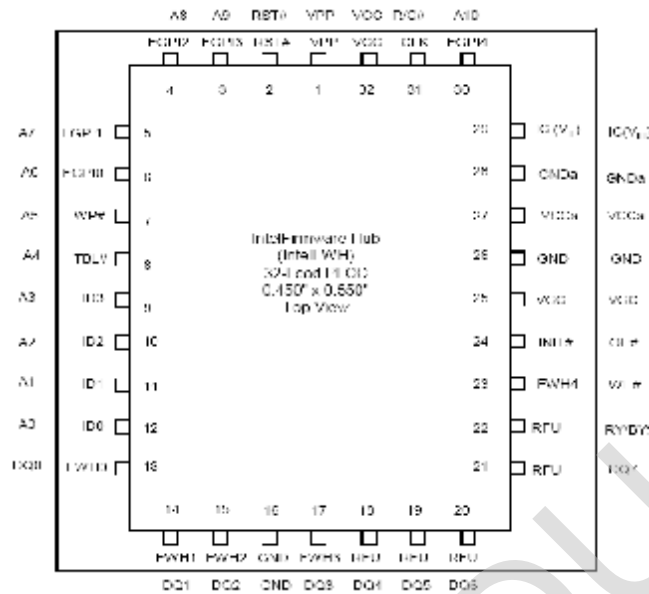 A8 A9 RST# VPP VCC R/C# A10
FGPI2 FGPI3 RST# VPP VCC CLK FGPI4
4 3 2 1 32 31 30
A7 FGPI1 5 29 IC(VIL) IC(VIH)
A6 FGPI0 6 28 GNDa GNDa
A5 WP# 7 27 VCCa VCCa
A4 TBL# 8 26 GND GND
Intel Firmware Hub
(Intel FWH)
32-Lead PLCC
0.450" x 0.550"
Top View
A3 ID3 9 25 VCC VCC
A2 ID2 10 24 INIT# OE#
A1 ID1 11 23 FWH4 WE#
A0 ID0 12 22 RFU RY/BY#
DQ0 FWH0 13 21 RFU DQ7
14 15 16 17 18 19 20
FWH1 FWH2 GND FWH3 RFU RFU RFU
DQ1 DQ2 GND DQ3 DQ4 DQ5 DQ6